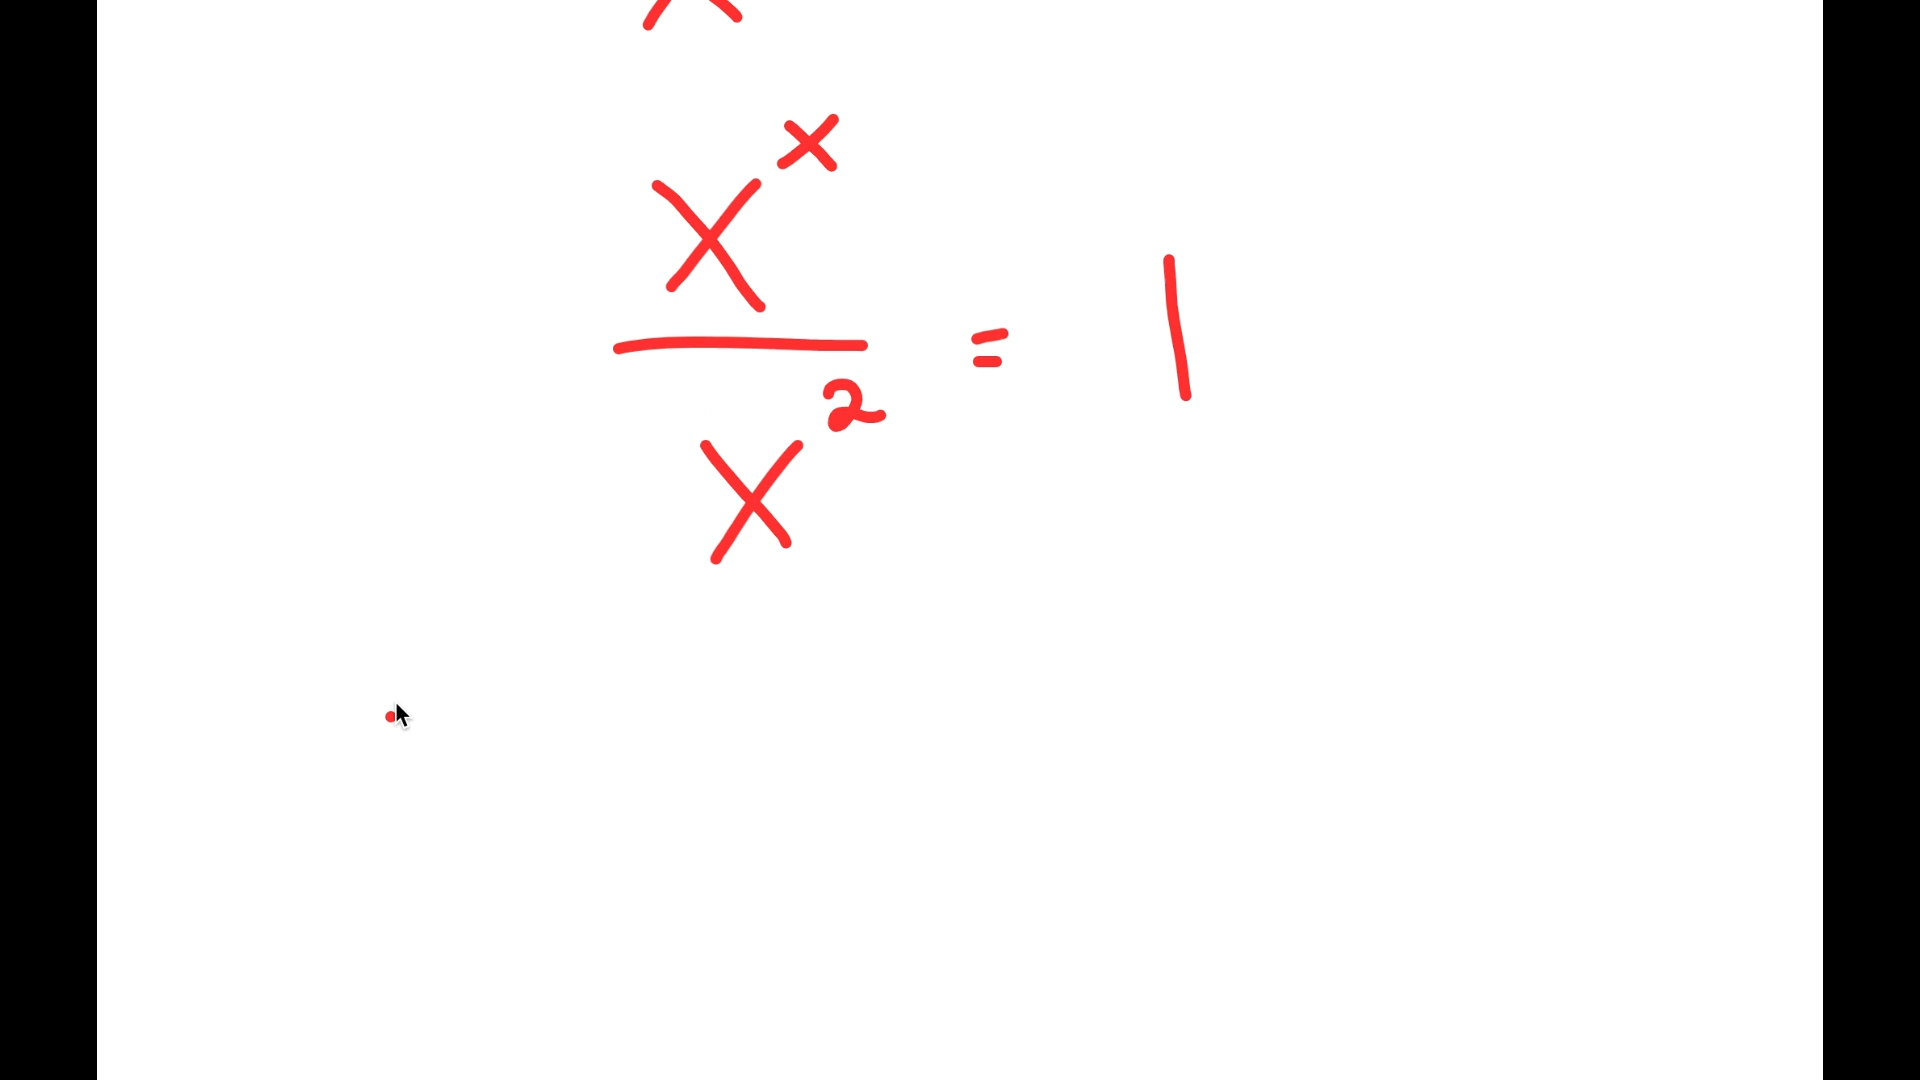 x^x
/ x^2 = 1